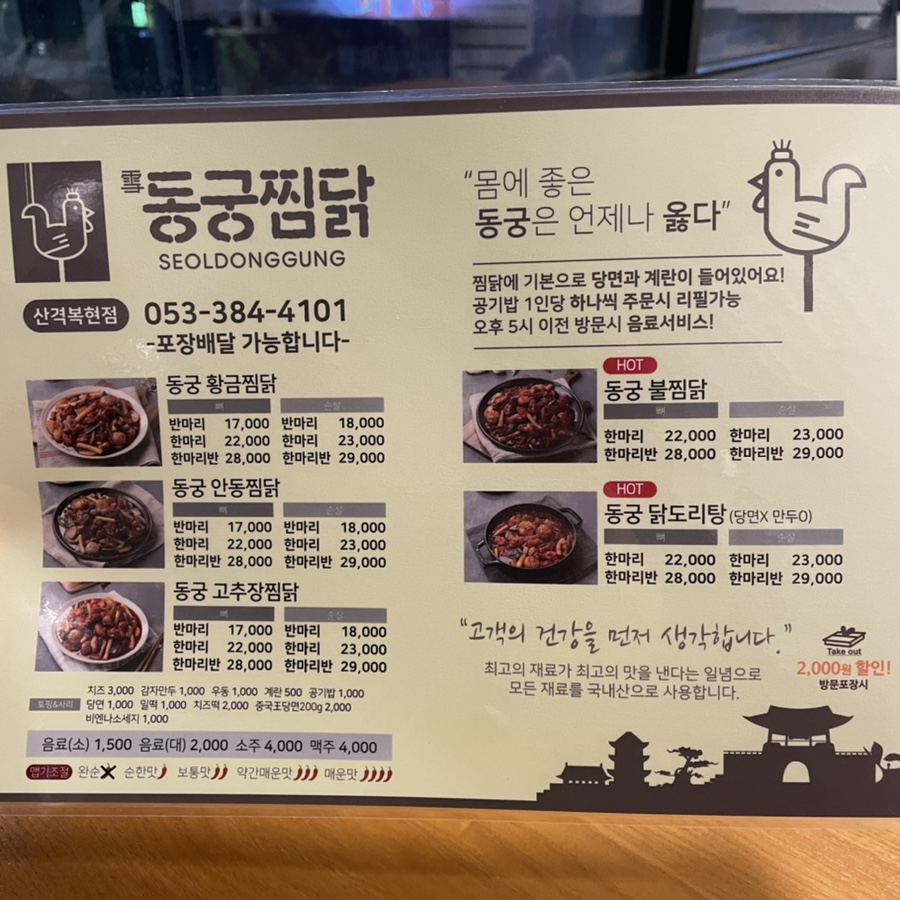 雪 동궁찜닭
SEOLDONGGUNG
산격복현점 053-384-4101
-포장배달 가능합니다-
동궁 황금찜닭
뼈 순살
반마리 17,000 반마리 18,000
한마리 22,000 한마리 23,000
한마리반 28,000 한마리반 29,000
동궁 안동찜닭
뼈 순살
반마리 17,000 반마리 18,000
한마리 22,000 한마리 23,000
한마리반 28,000 한마리반 29,000
동궁 고추장찜닭
뼈 순살
반마리 17,000 반마리 18,000
한마리 22,000 한마리 23,000
한마리반 28,000 한마리반 29,000
치즈 3,000 감자만두 1,000 우동 1,000 계란 500 공기밥 1,000
토핑&사리 당면 1,000 밀떡 1,000 치즈떡 2,000 중국王당면200g 2,000
비엔나소세지 1,000
음료(소) 1,500 음료(대) 2,000 소주 4,000 맥주 4,000
맵기조절 완순 순한맛 보통맛 약간매운맛 매운맛
“몸에 좋은
동궁은 언제나 옳다”
찜닭에 기본으로 당면과 계란이 들어있어요!
공기밥 1인당 하나씩 주문시 리필가능
오후 5시 이전 방문시 음료서비스!
HOT
동궁 불찜닭
뼈 순살
한마리 22,000 한마리 23,000
한마리반 28,000 한마리반 29,000
HOT
동궁 닭도리탕 (당면X 만두O)
뼈 순살
한마리 22,000 한마리 23,000
한마리반 28,000 한마리반 29,000
“고객의 건강을 먼저 생각합니다.”
최고의 재료가 최고의 맛을 낸다는 일념으로
모든 재료를 국내산으로 사용합니다.
Take out
2,000원 할인!
방문포장시